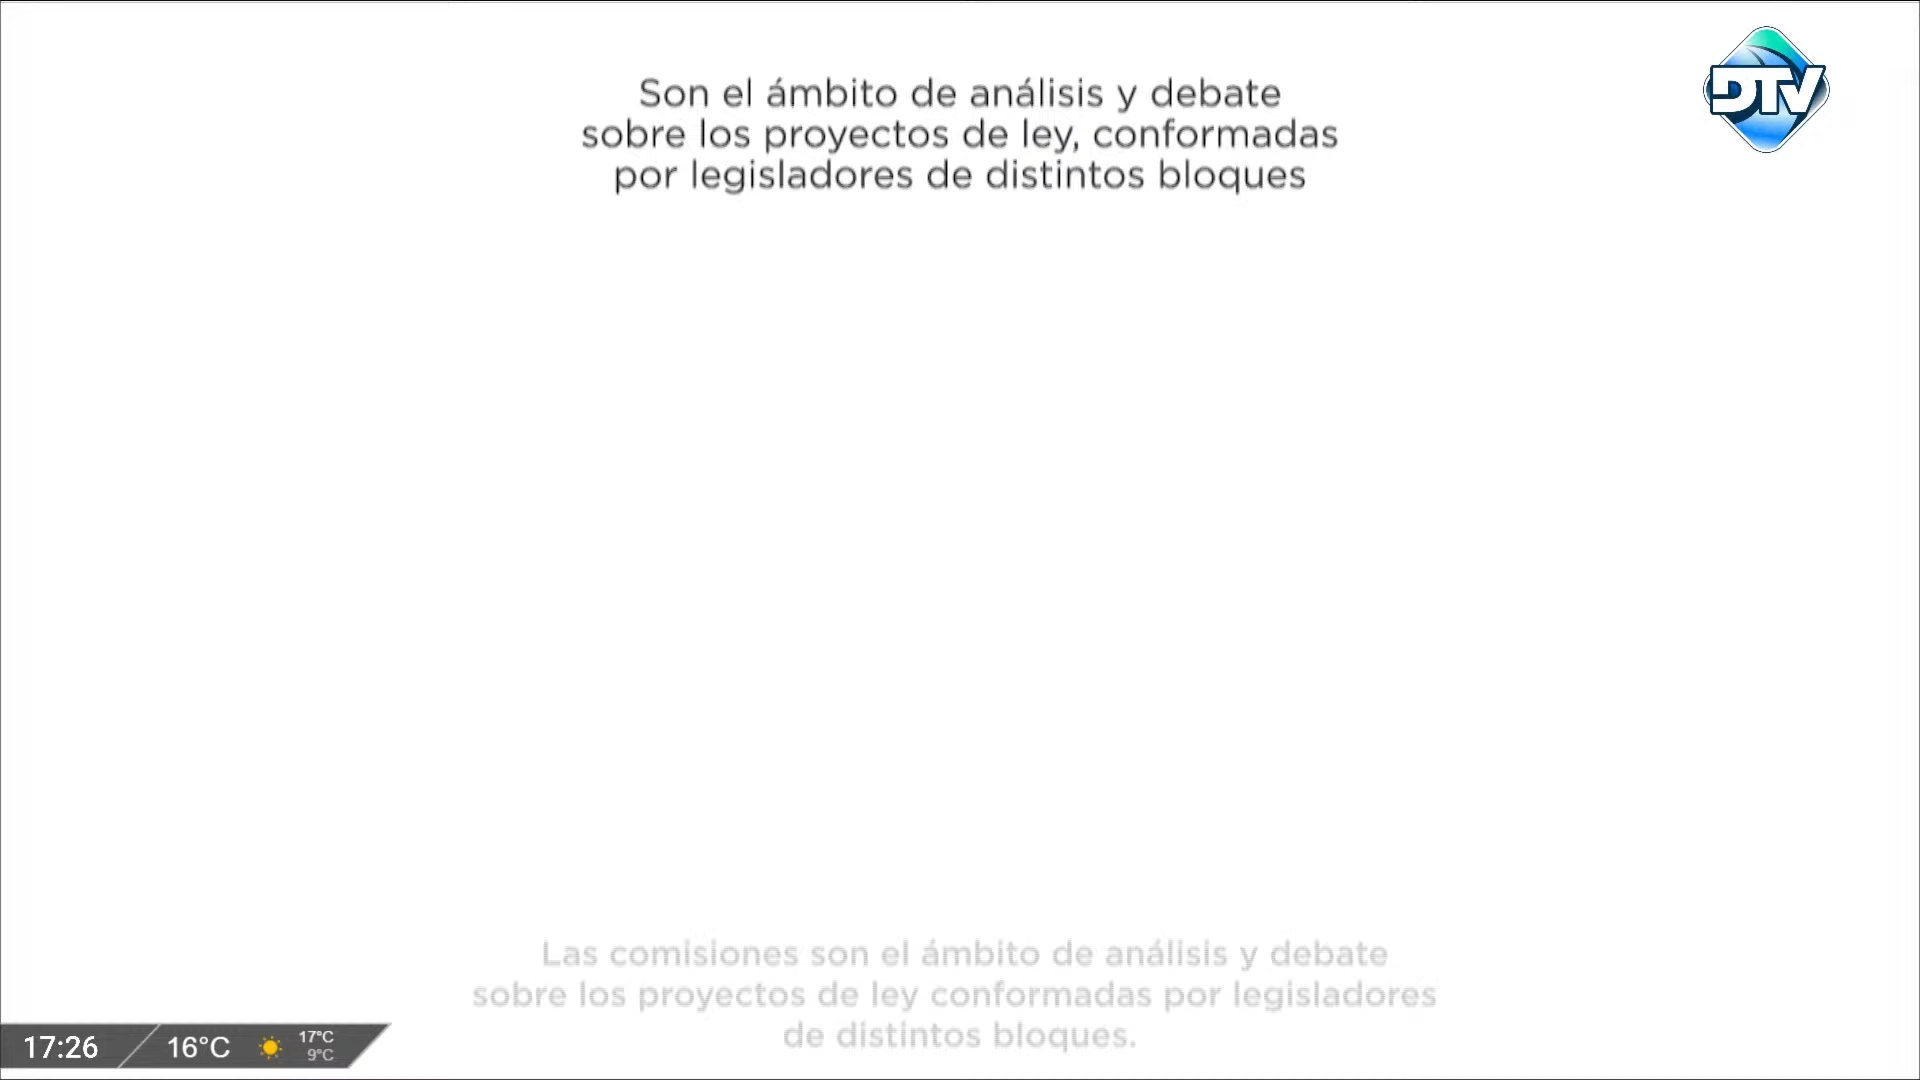 Son el ámbito de análisis y debate
sobre los proyectos de ley, conformadas
por legisladores de distintos bloques
DTV
Las comisiones son el ámbito de análisis y debate
sobre los proyectos de ley conformadas por legisladores
de distintos bloques.
17:26
16°C
17°C
9°C